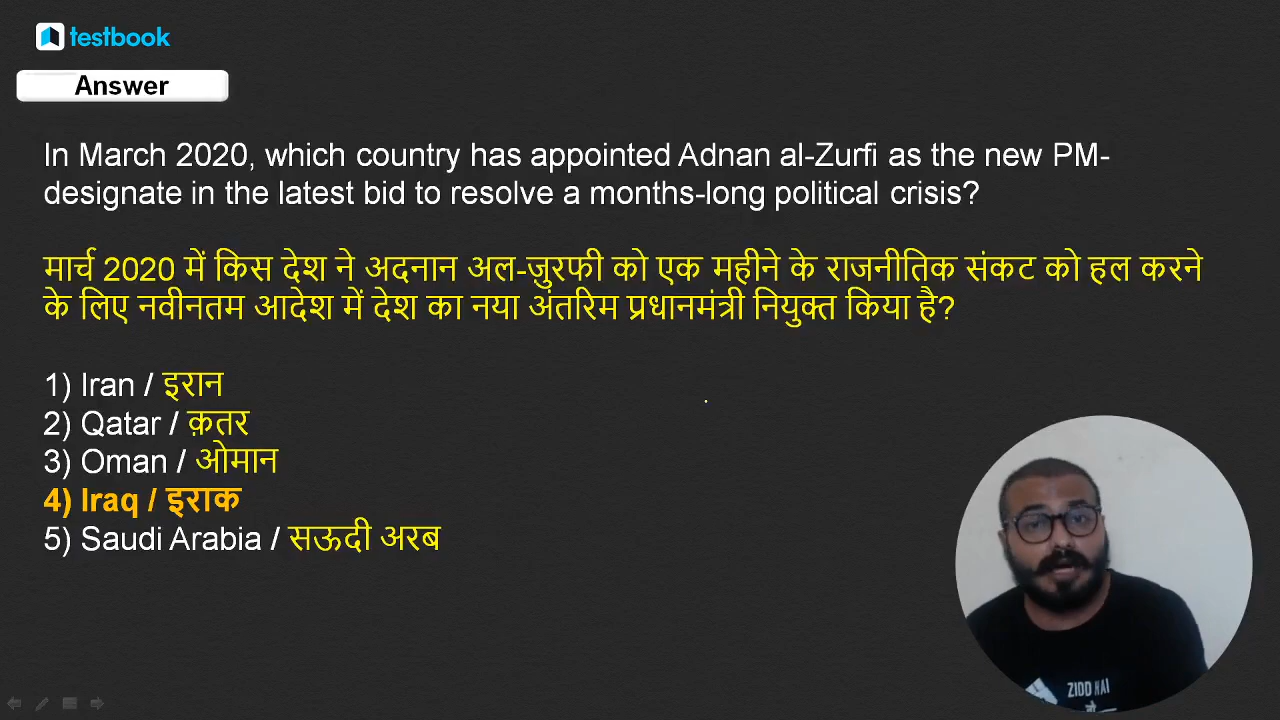 testbook
Answer
In March 2020, which country has appointed Adnan al-Zurfi as the new PM-
designate in the latest bid to resolve a months-long political crisis?
मार्च 2020 में किस देश ने अदनान अल-ज़ुरफी को एक महीने के राजनीतिक संकट को हल करने
के लिए नवीनतम आदेश में देश का नया अंतरिम प्रधानमंत्री नियुक्त किया है?
1) Iran / इरान
2) Qatar / क़तर
3) Oman / ओमान
4) Iraq / इराक
5) Saudi Arabia / सऊदी अरब
ZIDD HAI